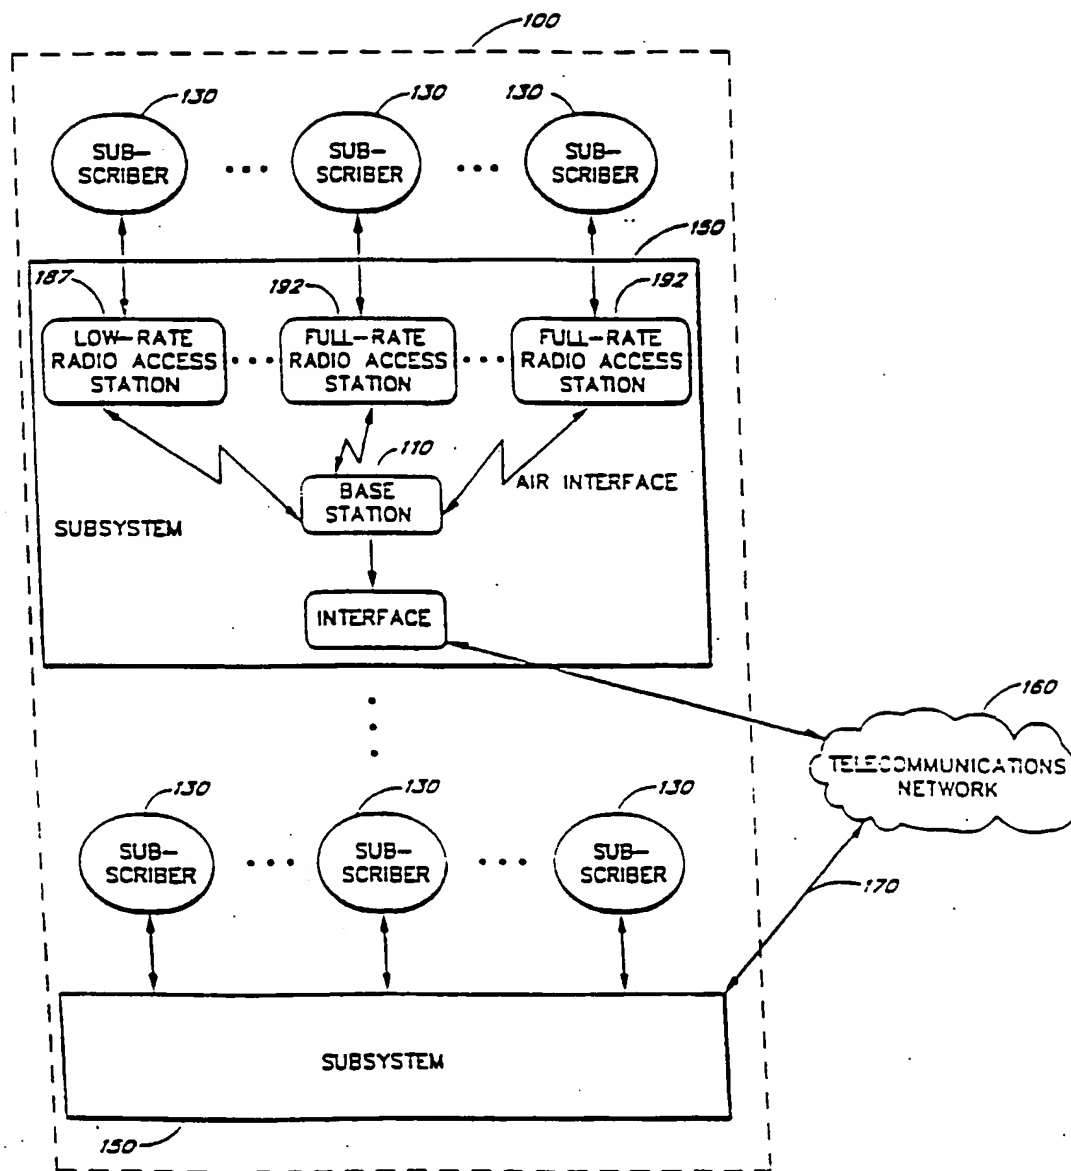 100
130 130 130
SUB-
SCRIBER
SUB-
SCRIBER
SUB-
SCRIBER
150
187 192 192
LOW-RATE
RADIO ACCESS
STATION
FULL-RATE
RADIO ACCESS
STATION
FULL-RATE
RADIO ACCESS
STATION
110
BASE
STATION
AIR INTERFACE
SUBSYSTEM
INTERFACE
160
TELECOMMUNICATIONS
NETWORK
130 130 130
SUB-
SCRIBER
SUB-
SCRIBER
SUB-
SCRIBER
170
SUBSYSTEM
150